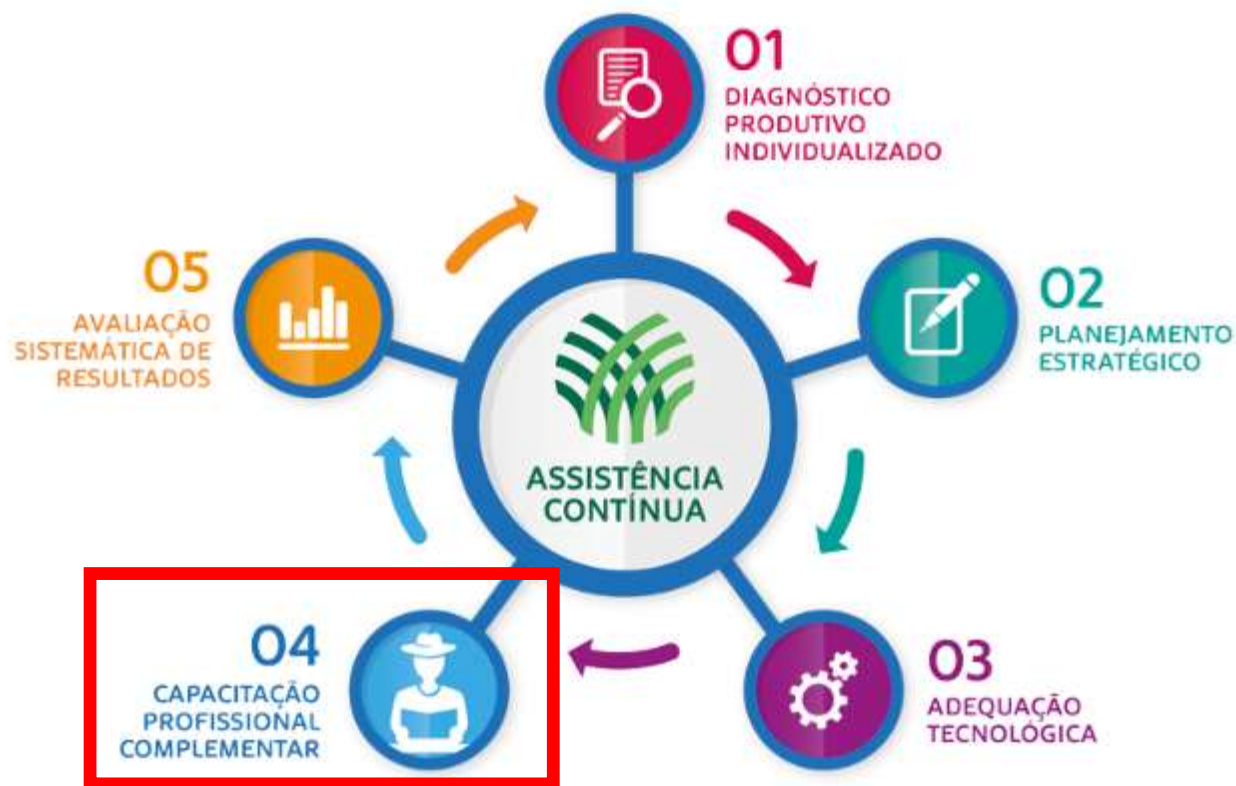 01
DIAGNÓSTICO
PRODUTIVO
INDIVIDUALIZADO
02
PLANEJAMENTO
ESTRATÉGICO
03
ADEQUAÇÃO
TECNOLÓGICA
04
CAPACITAÇÃO
PROFISSIONAL
COMPLEMENTAR
05
AVALIAÇÃO
SISTEMÁTICA DE
RESULTADOS
ASSISTÊNCIA
CONTÍNUA